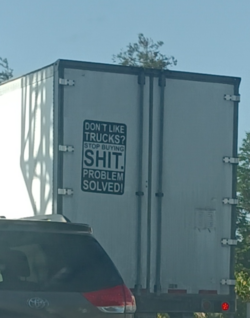 DON'T LIKE
TRUCKS?
STOP BUYING
SHIT.
PROBLEM
SOLVED!